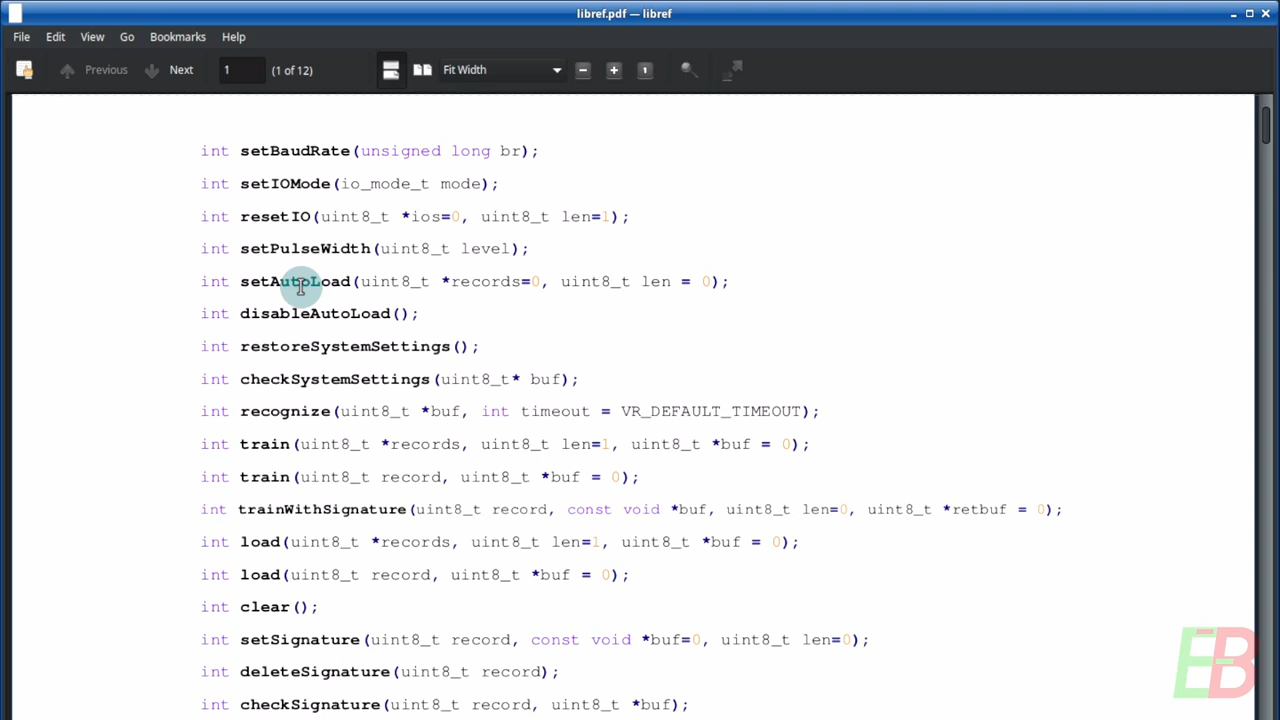 libref.pdf — libref
File Edit View Go Bookmarks Help
Previous Next 1 (1 of 12) 1 Fit Width
int setBaudRate(unsigned long br);
int setIOMode(io_mode_t mode);
int resetIO(uint8_t *ios=0, uint8_t len=1);
int setPulseWidth(uint8_t level);
int setAutoLoad(uint8_t *records=0, uint8_t len = 0);
int disableAutoLoad();
int restoreSystemSettings();
int checkSystemSettings(uint8_t* buf);
int recognize(uint8_t *buf, int timeout = VR_DEFAULT_TIMEOUT);
int train(uint8_t *records, uint8_t len=1, uint8_t *buf = 0);
int train(uint8_t record, uint8_t *buf = 0);
int trainWithSignature(uint8_t record, const void *buf, uint8_t len=0, uint8_t *retbuf = 0);
int load(uint8_t *records, uint8_t len=1, uint8_t *buf = 0);
int load(uint8_t record, uint8_t *buf = 0);
int clear();
int setSignature(uint8_t record, const void *buf=0, uint8_t len=0);
int deleteSignature(uint8_t record);
int checkSignature(uint8_t record, uint8_t *buf);
EB